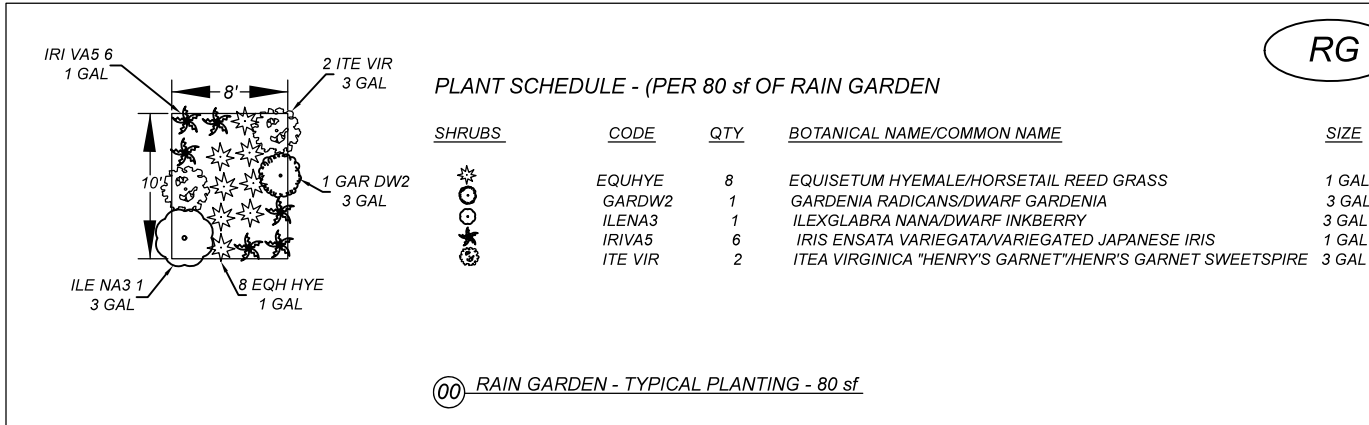 RG
IRI VA5 6
1 GAL
2 ITE VIR
3 GAL
8'
10'
1 GAR DW2
3 GAL
ILE NA3 1
3 GAL
8 EQH HYE
1 GAL
PLANT SCHEDULE - (PER 80 sf OF RAIN GARDEN
SHRUBS CODE QTY BOTANICAL NAME/COMMON NAME SIZE
EQUHYE 8 EQUISETUM HYEMALE/HORSETAIL REED GRASS 1 GAL
GARDW2 1 GARDENIA RADICANS/DWARF GARDENIA 3 GAL
ILENA3 1 ILEXGLABRA NANA/DWARF INKBERRY 3 GAL
IRIVA5 6 IRIS ENSATA VARIEGATA/VARIEGATED JAPANESE IRIS 1 GAL
ITE VIR 2 ITEA VIRGINICA "HENRY'S GARNET"/HENR'S GARNET SWEETSPIRE 3 GAL
00 RAIN GARDEN - TYPICAL PLANTING - 80 sf